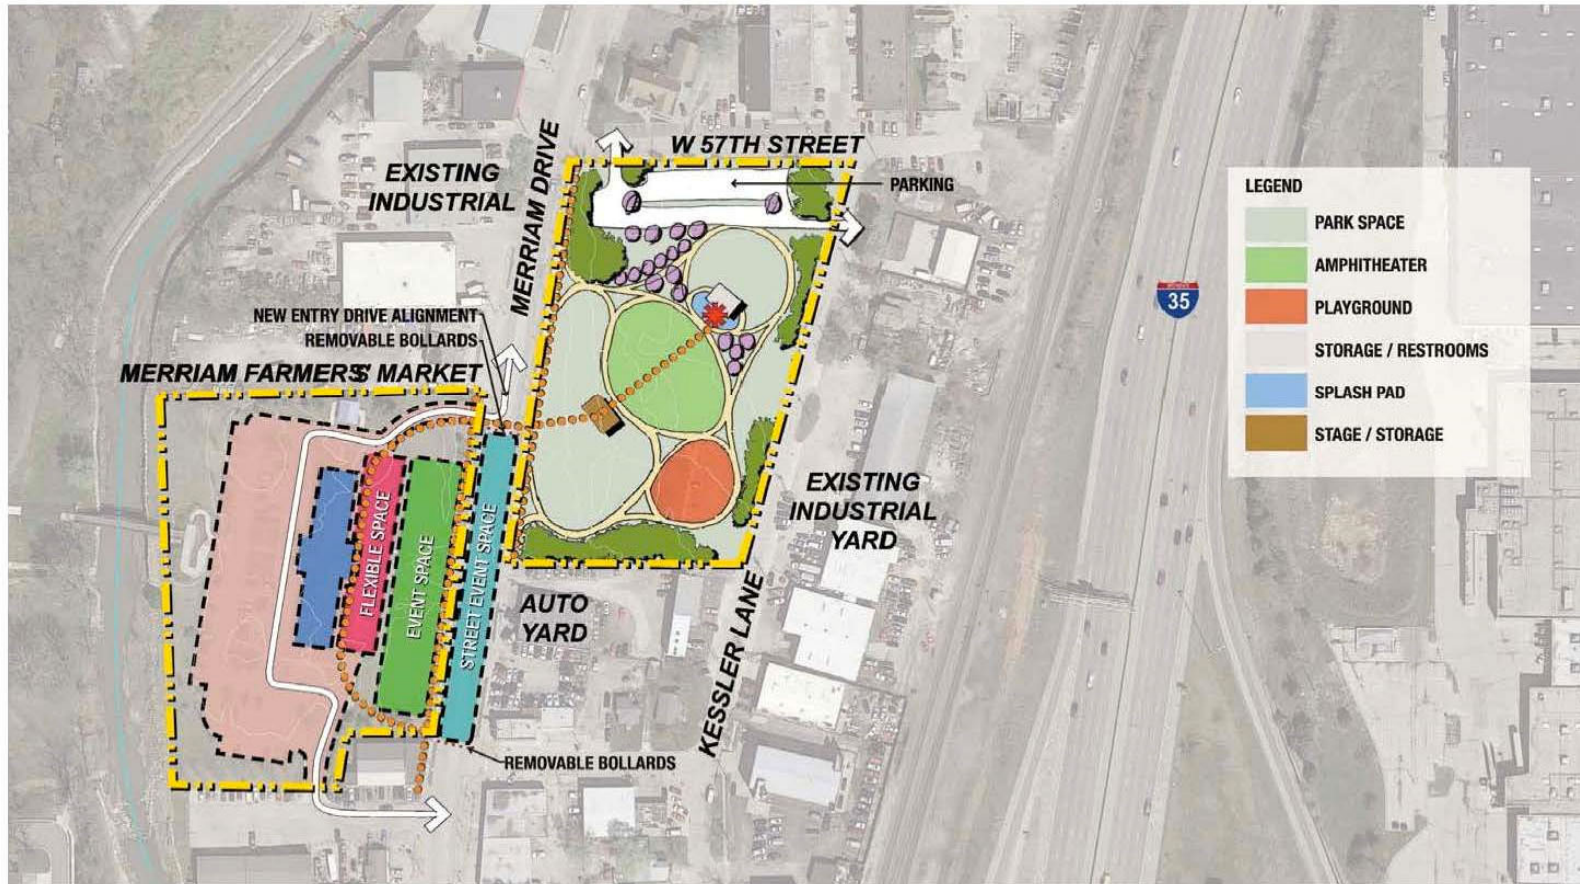 W 57TH STREET
MERRIAM DRIVE
EXISTING
INDUSTRIAL
PARKING
NEW ENTRY DRIVE ALIGNMENT
REMOVABLE BOLLARDS
MERRIAM FARMERS' MARKET
FLEXIBLE SPACE
EVENT SPACE
STREET EVENT SPACE
AUTO
YARD
EXISTING
INDUSTRIAL
YARD
KESSLER LANE
REMOVABLE BOLLARDS
35
LEGEND
PARK SPACE
AMPHITHEATER
PLAYGROUND
STORAGE / RESTROOMS
SPLASH PAD
STAGE / STORAGE